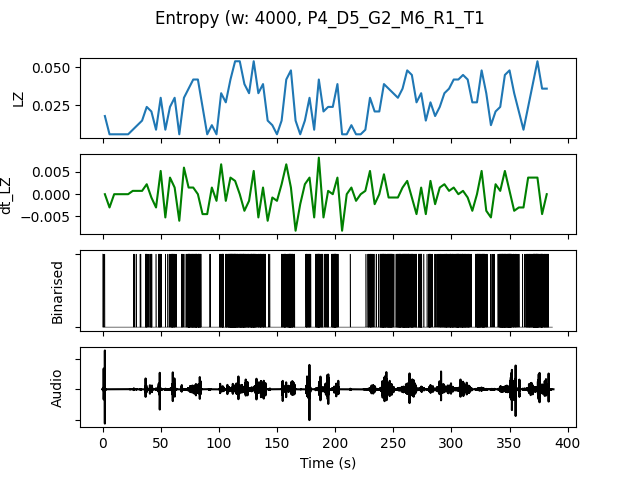 Entropy (w: 4000, P4_D5_G2_M6_R1_T1
0.050
0.025
LZ
0.005
0.000
−0.005
dt_LZ
Binarised
Audio
0 50 100 150 200 250 300 350 400
Time (s)